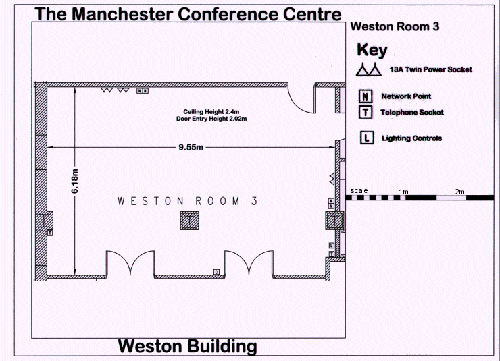 The Manchester Conference Centre
Weston Room 3
Key
13A Twin Power Socket
N Network Point
T Telephone Socket
L Lighting Controls
Ceiling Height 2.4m
Door Entry Height 2.02m
9.55m
6.18m
scale 1m 2m
WESTON ROOM 3
T
Weston Building